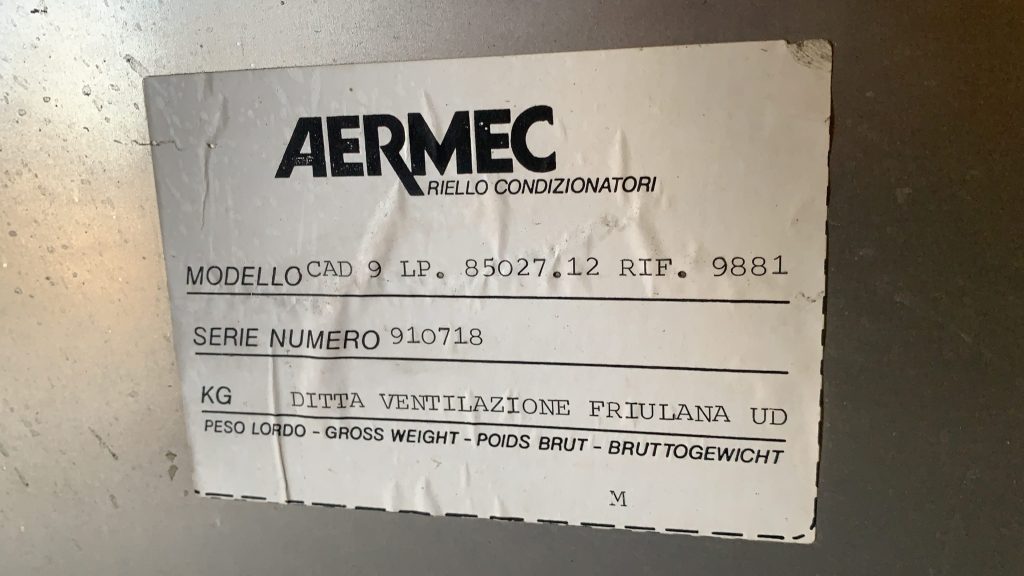 AERMEC
RIELLO CONDIZIONATORI
MODELLO CAD 9 LP. 85027.12 RIF. 9881
SERIE NUMERO 910718
KG DITTA VENTILAZIONE FRIULANA UD
PESO LORDO - GROSS WEIGHT - POIDS BRUT - BRUTTOGEWICHT
M